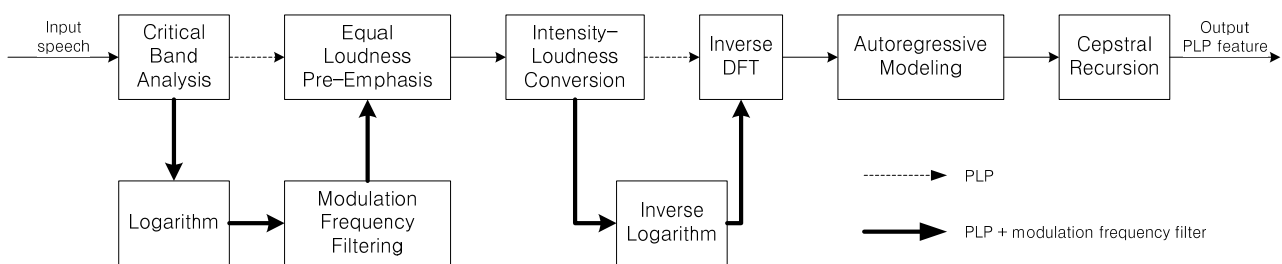 Input
speech
Critical
Band
Analysis
Equal
Loudness
Pre-Emphasis
Intensity-
Loudness
Conversion
Inverse
DFT
Autoregressive
Modeling
Cepstral
Recursion
Output
PLP feature
Logarithm
Modulation
Frequency
Filtering
Inverse
Logarithm
PLP
PLP + modulation frequency filter